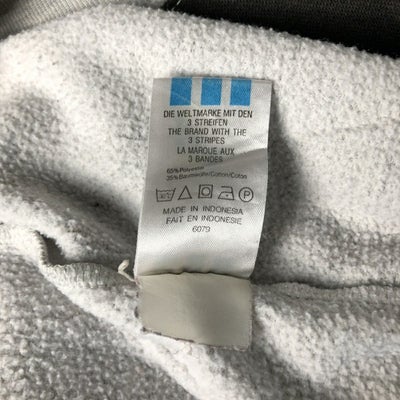 DIE WELTMARKE MIT DEN
3 STREIFEN
THE BRAND WITH THE
3 STRIPES
LA MARQUE AUX
3 BANDES
65% Polyester
35% Baumwolle/Cotton/Coton
MADE IN INDONESIA
FAIT EN INDONESIE
6079